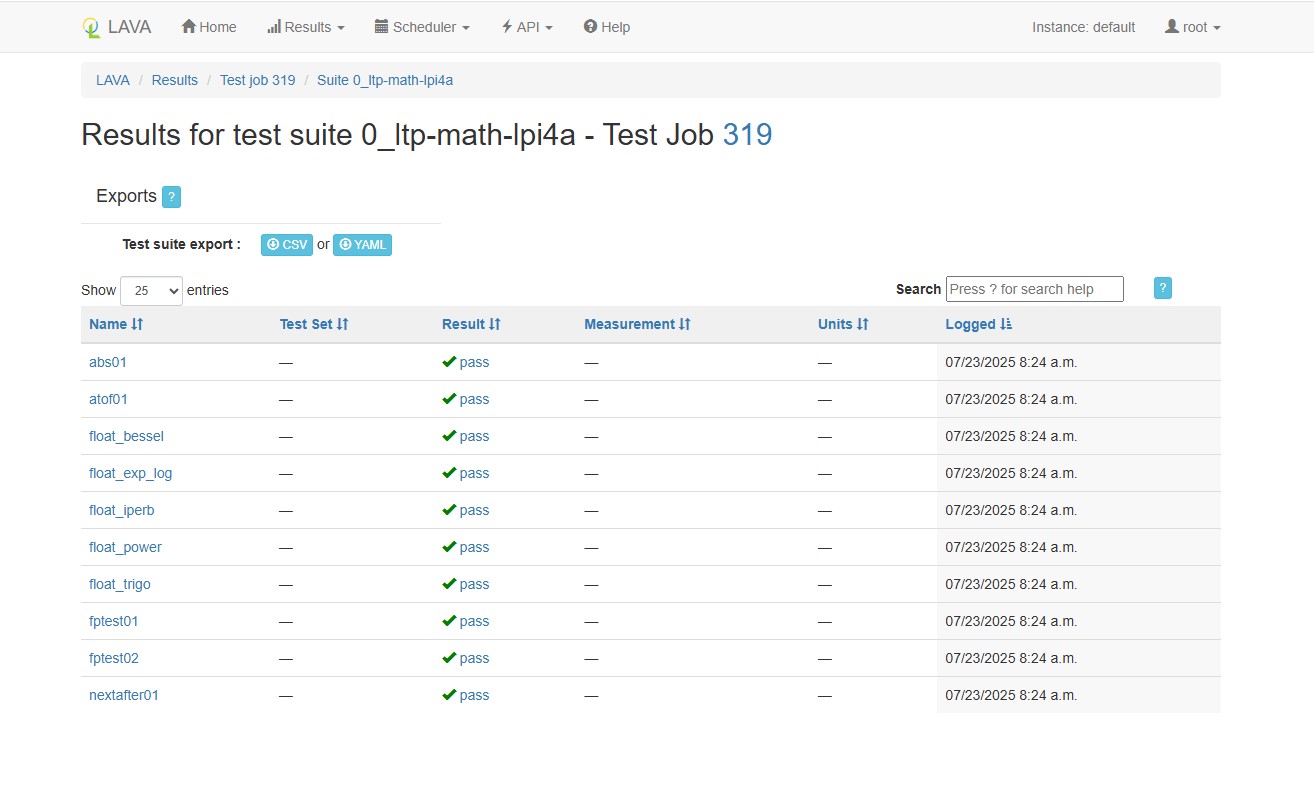 LAVA Home Results Scheduler API Help Instance: default root
LAVA / Results / Test job 319 / Suite 0_ltp-math-lpi4a
Results for test suite 0_ltp-math-lpi4a - Test Job 319
Exports ?
Test suite export : CSV or YAML
Show 25 entries Search Press ? for search help ?
Name Test Set Result Measurement Units Logged
abs01 — pass — — 07/23/2025 8:24 a.m.
atof01 — pass — — 07/23/2025 8:24 a.m.
float_bessel — pass — — 07/23/2025 8:24 a.m.
float_exp_log — pass — — 07/23/2025 8:24 a.m.
float_iperb — pass — — 07/23/2025 8:24 a.m.
float_power — pass — — 07/23/2025 8:24 a.m.
float_trigo — pass — — 07/23/2025 8:24 a.m.
fptest01 — pass — — 07/23/2025 8:24 a.m.
fptest02 — pass — — 07/23/2025 8:24 a.m.
nextafter01 — pass — — 07/23/2025 8:24 a.m.